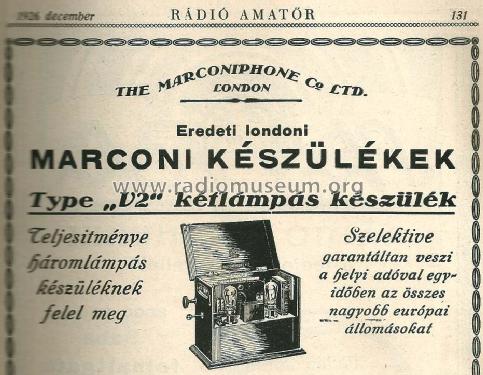 1926 december
RÁDIÓ AMATŐR
131
THE MARCONIPHONE Co LTD.
LONDON
Eredeti londoni
MARCONI KÉSZÜLÉKEK
www.radiomuseum.org
Type „V2“ kétlámpás készülék
Teljesitménye
háromlámpás
készüléknek
felel meg
Szelektive
garantáltan veszi
a helyi adóval egy-
időben az összes
nagyobb európai
állomásokat